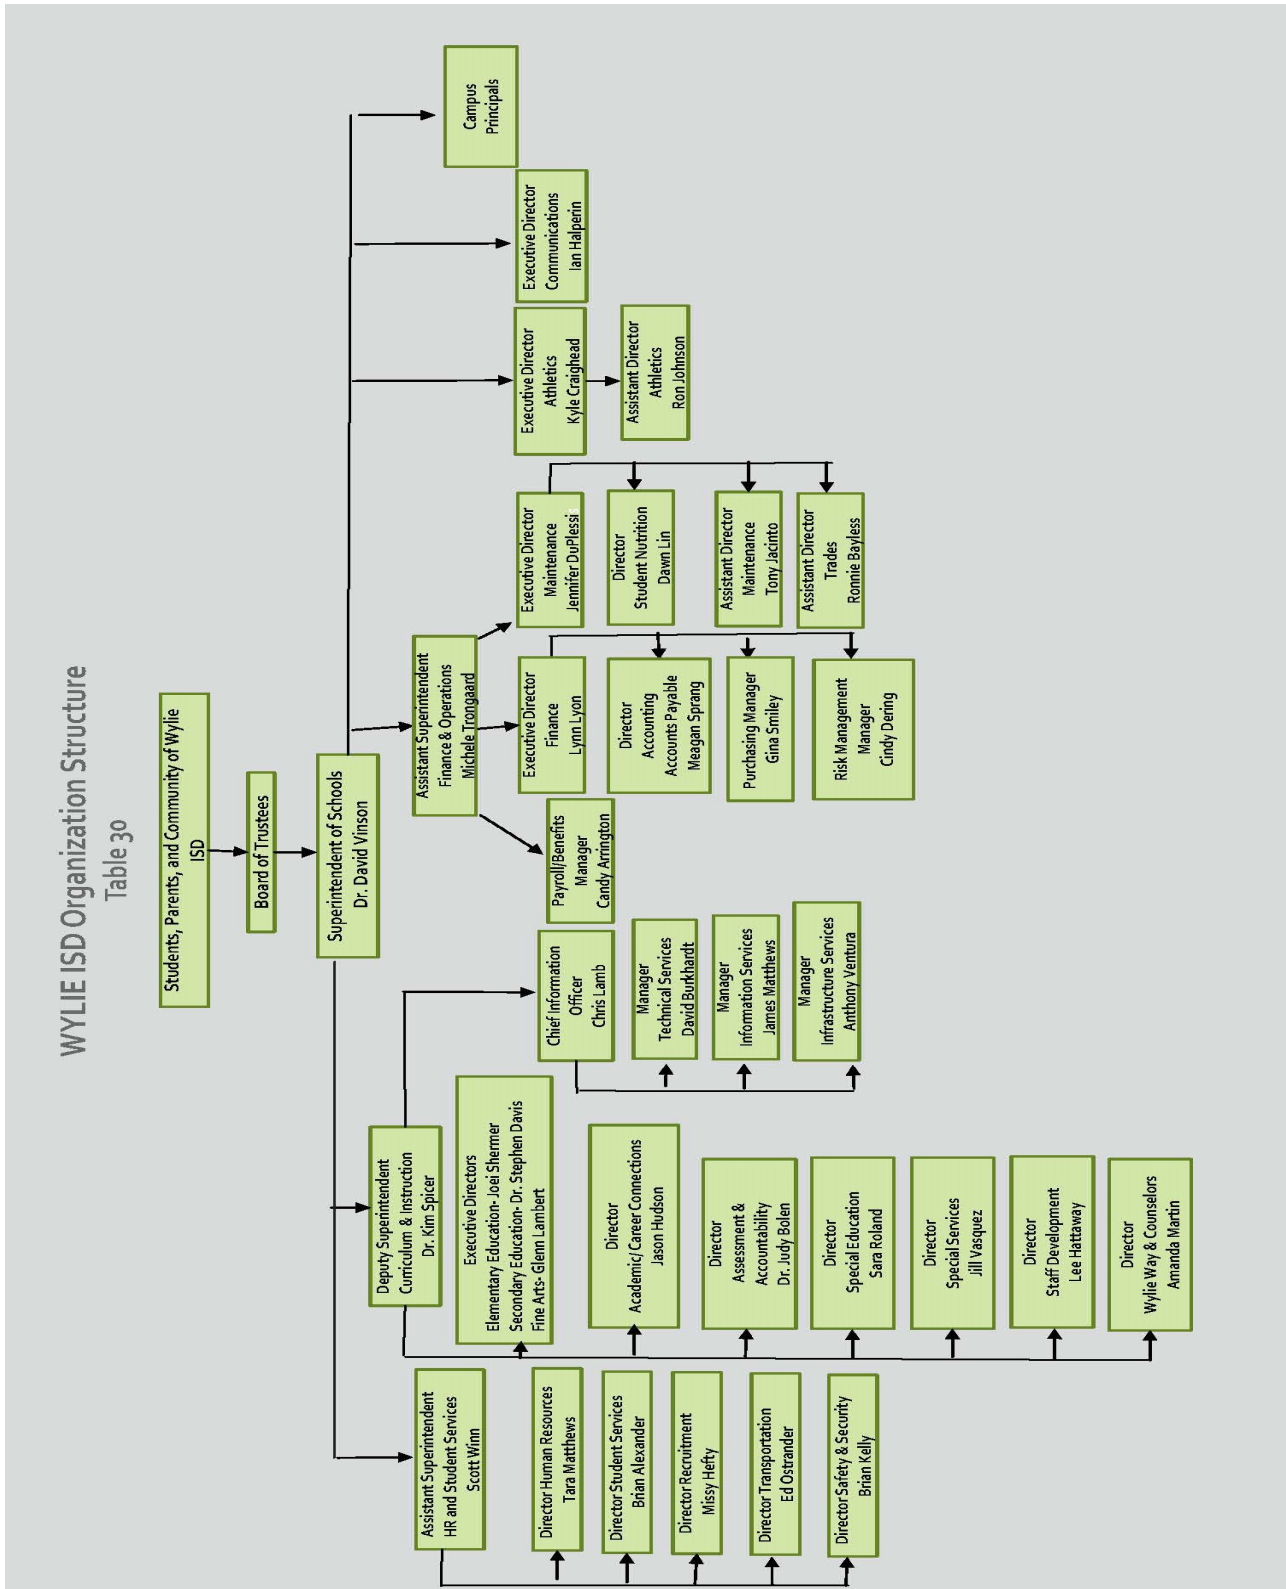 WYLIE ISD Organization Structure
Table 30
Students, Parents, and Community of Wylie
ISD
Board of Trustees
Superintendent of Schools
Dr. David Vinson
Assistant Superintendent
HR and Student Services
Scott Winn
Director Human Resources
Tara Matthews
Director Student Services
Brian Alexander
Director Recruitment
Missy Hefty
Director Transportation
Ed Ostrander
Director Safety & Security
Brian Kelly
Deputy Superintendent
Curriculum & Instruction
Dr. Kim Spicer
Executive Directors
Elementary Education- Joei Shermer
Secondary Education- Dr. Stephen Davis
Fine Arts- Glenn Lambert
Director
Academic/ Career Connections
Jason Hudson
Director
Assessment &
Accountability
Dr. Judy Bolen
Director
Special Education
Sara Roland
Director
Special Services
Jill Vasquez
Director
Staff Development
Lee Hattaway
Director
Wylie Way & Counselors
Amanda Martin
Chief Information
Officer
Chris Lamb
Manager
Technical Services
David Burkhardt
Manager
Information Services
James Matthews
Manager
Infrastructure Services
Anthony Ventura
Assistant Superintendent
Finance & Operations
Michele Trongaard
Payroll/Benefits
Manager
Candy Arrington
Executive Director
Finance
Lynn Lyon
Director
Accounting
Accounts Payable
Meagan Sprang
Purchasing Manager
Gina Smiley
Risk Management
Manager
Cindy Dering
Executive Director
Maintenance
Jennifer DuPlessis
Director
Student Nutrition
Dawn Lin
Assistant Director
Maintenance
Tony Jacinto
Assistant Director
Trades
Ronnie Bayless
Executive Director
Athletics
Kyle Craighead
Assistant Director
Athletics
Ron Johnson
Executive Director
Communications
Ian Halperin
Campus
Principals